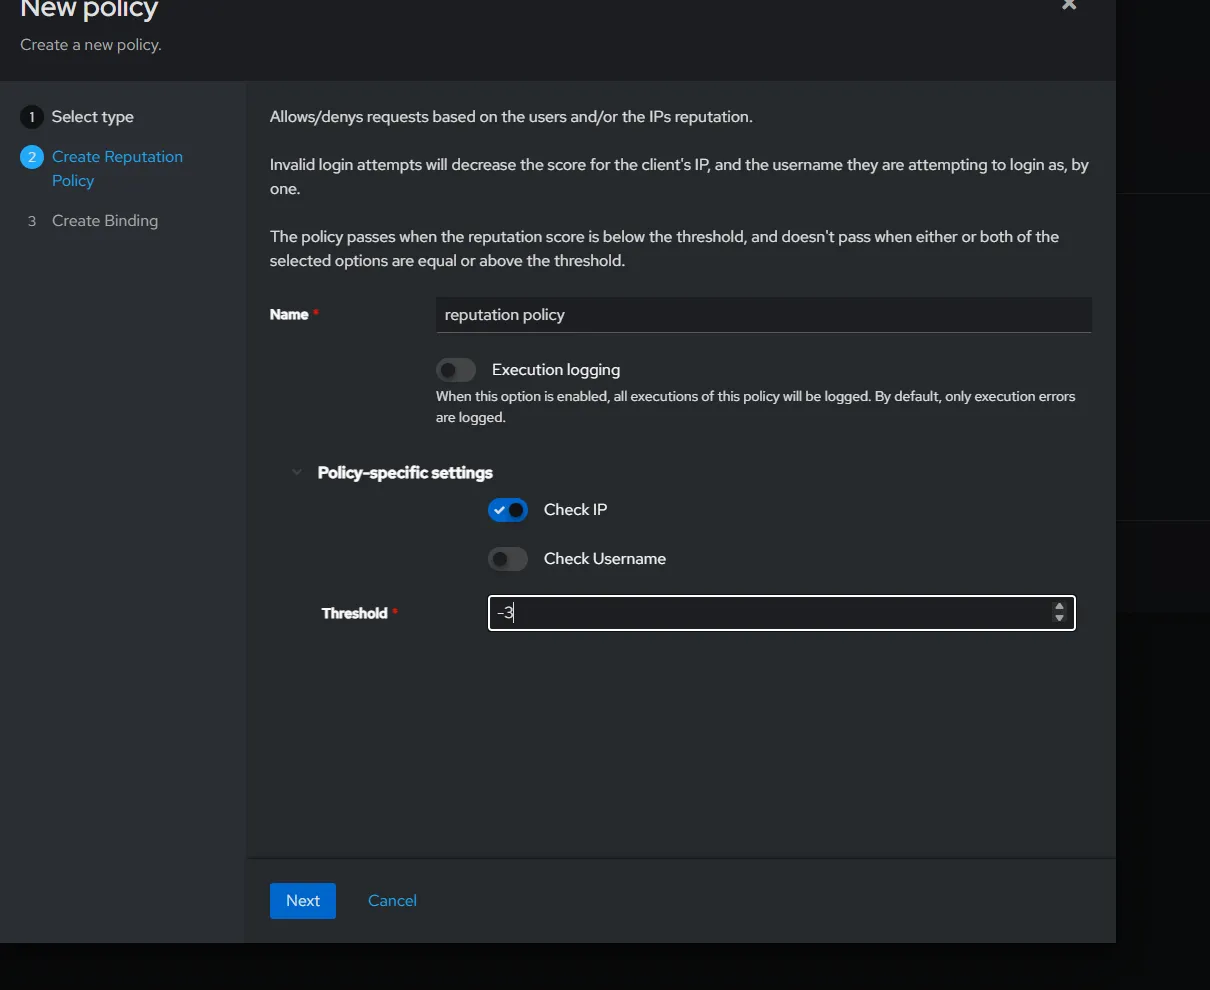 New policy
Create a new policy.
1 Select type
2 Create Reputation
Policy
3 Create Binding
Allows/denys requests based on the users and/or the IPs reputation.
Invalid login attempts will decrease the score for the client's IP, and the username they are attempting to login as, by
one.
The policy passes when the reputation score is below the threshold, and doesn't pass when either or both of the
selected options are equal or above the threshold.
Name *
reputation policy
Execution logging
When this option is enabled, all executions of this policy will be logged. By default, only execution errors
are logged.
Policy-specific settings
Check IP
Check Username
Threshold *
-3
Next
Cancel